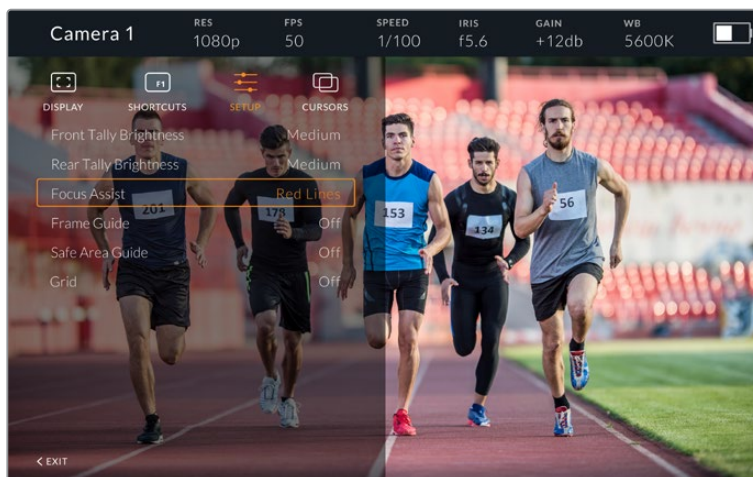 Camera 1
RES FPS SPEED IRIS GAIN WB
1080p 50 1/100 f5.6 +12db 5600K
F1
DISPLAY SHORTCUTS SETUP CURSORS
Front Tally Brightness Medium
Rear Tally Brightness Medium
Focus Assist Red Lines
Frame Guide Off
Safe Area Guide Off
Grid Off
201 178 153 134 56
< EXIT